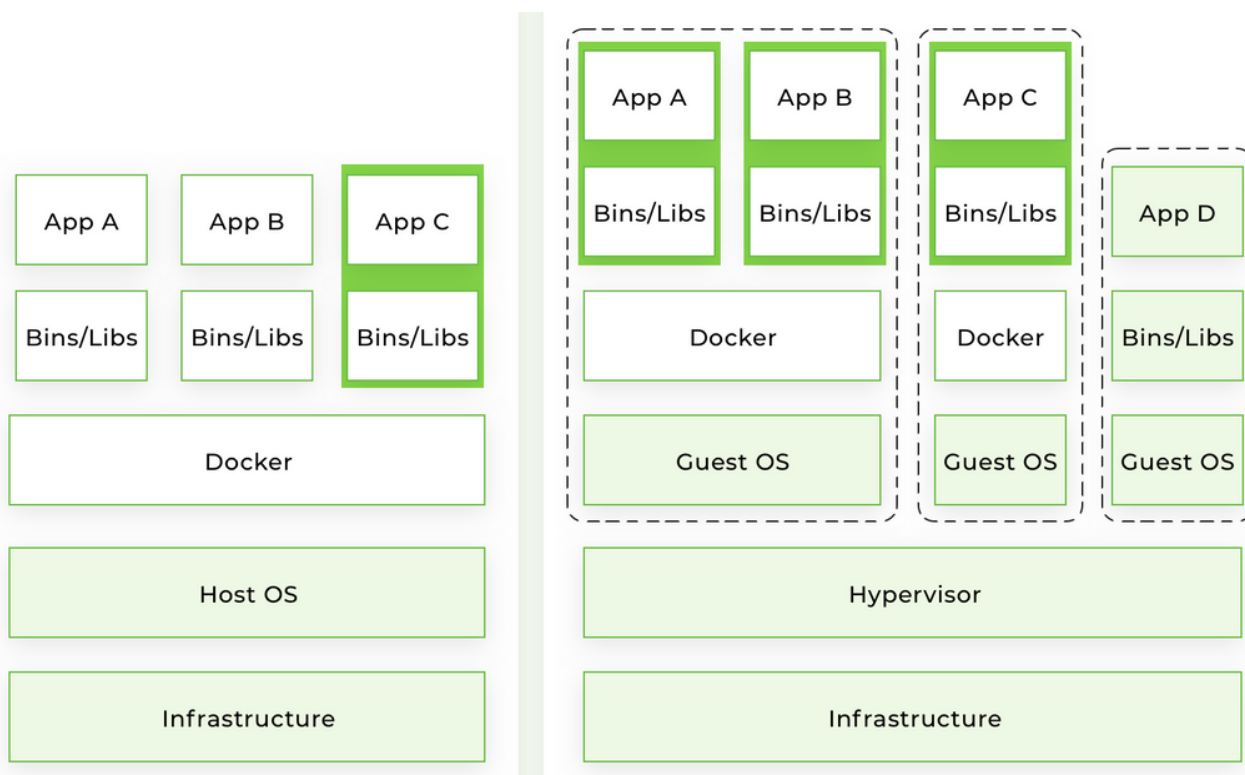 App A
App B
App C
Bins/Libs
Bins/Libs
Bins/Libs
Docker
Host OS
Infrastructure
App A
App B
App C
Bins/Libs
Bins/Libs
Bins/Libs
App D
Docker
Docker
Bins/Libs
Guest OS
Guest OS
Guest OS
Hypervisor
Infrastructure